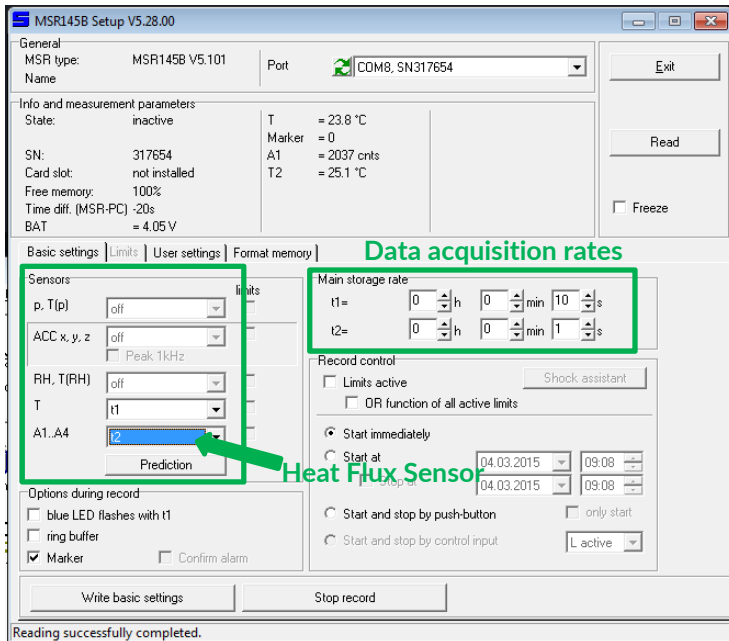 MSR145B Setup V5.28.00
General
MSR type: MSR145B V5.101 Port COM8, SN317654
Name
Exit
Info and measurement parameters
State: inactive T = 23.8 °C
Marker = 0
SN: 317654 A1 = 2037 cnts
Card slot: not installed T2 = 25.1 °C
Free memory: 100%
Time diff. (MSR-PC) -20s
BAT = 4.05 V
Read
Freeze
Basic settings Limits User settings Format memory
Data acquisition rates
Sensors limits
p, T(p) off
ACC x, y, z off
Peak 1kHz
RH, T(RH) off
T t1
A1..A4 t2
Prediction
Main storage rate
t1= 0 h 0 min 10 s
t2= 0 h 0 min 1 s
Record control
Limits active Shock assistant
OR function of all active limits
Start immediately
Start at 04.03.2015 09:08
Stop at 04.03.2015 09:08
Heat Flux Sensor
Start and stop by push-button only start
Start and stop by control input L active
Options during record
blue LED flashes with t1
ring buffer
Marker Confirm alarm
Write basic settings Stop record
Reading successfully completed.